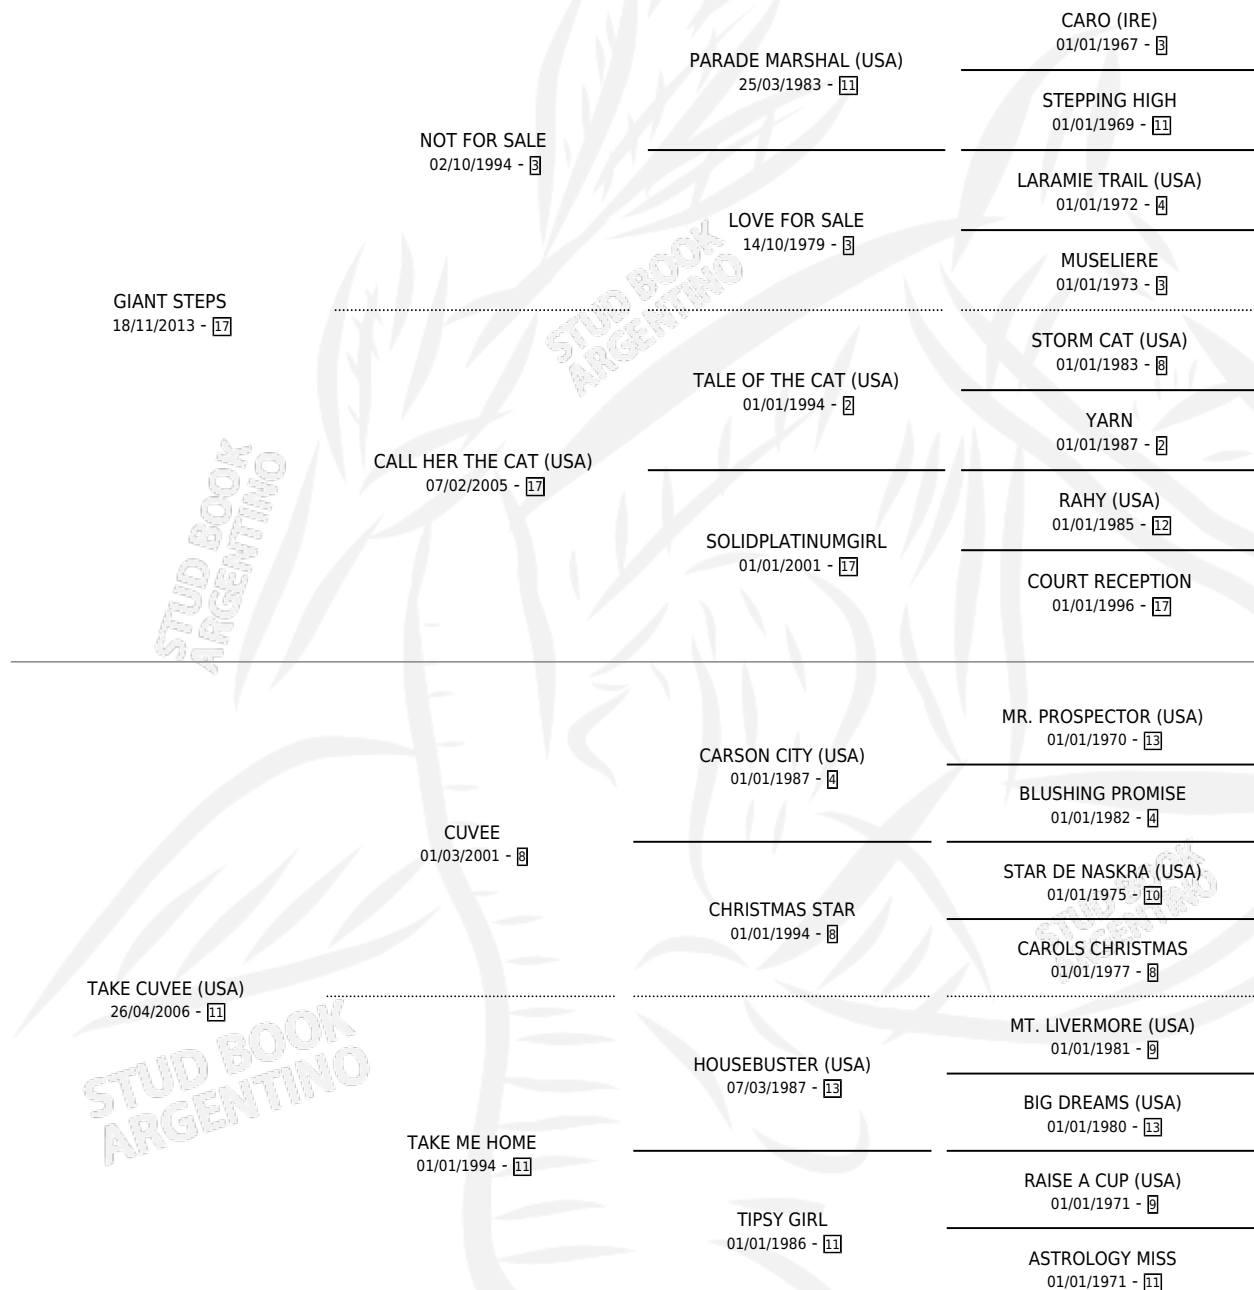 CARO (IRE)
01/01/1967 - 3
PARADE MARSHAL (USA)
25/03/1983 - 11
STEPPING HIGH
01/01/1969 - 11
NOT FOR SALE
02/10/1994 - 3
LARAMIE TRAIL (USA)
01/01/1972 - 4
LOVE FOR SALE
14/10/1979 - 3
MUSELIERE
01/01/1973 - 3
GIANT STEPS
18/11/2013 - 17
STORM CAT (USA)
01/01/1983 - 8
TALE OF THE CAT (USA)
01/01/1994 - 2
YARN
01/01/1987 - 2
CALL HER THE CAT (USA)
07/02/2005 - 17
RAHY (USA)
01/01/1985 - 12
SOLIDPLATINUMGIRL
01/01/2001 - 17
COURT RECEPTION
01/01/1996 - 17
MR. PROSPECTOR (USA)
01/01/1970 - 13
CARSON CITY (USA)
01/01/1987 - 4
BLUSHING PROMISE
01/01/1982 - 4
CUVEE
01/03/2001 - 8
STAR DE NASKRA (USA)
01/01/1975 - 10
CHRISTMAS STAR
01/01/1994 - 8
CAROLS CHRISTMAS
01/01/1977 - 8
TAKE CUVEE (USA)
26/04/2006 - 11
MT. LIVERMORE (USA)
01/01/1981 - 9
HOUSEBUSTER (USA)
07/03/1987 - 13
BIG DREAMS (USA)
01/01/1980 - 13
TAKE ME HOME
01/01/1994 - 11
RAISE A CUP (USA)
01/01/1971 - 9
TIPSY GIRL
01/01/1986 - 11
ASTROLOGY MISS
01/01/1971 - 11
STUD BOOK
ARGENTINO
STUD BOOK
ARGENTINO
STUD BOOK
ARGENTINO
STUD BOOK
ARGENTINO